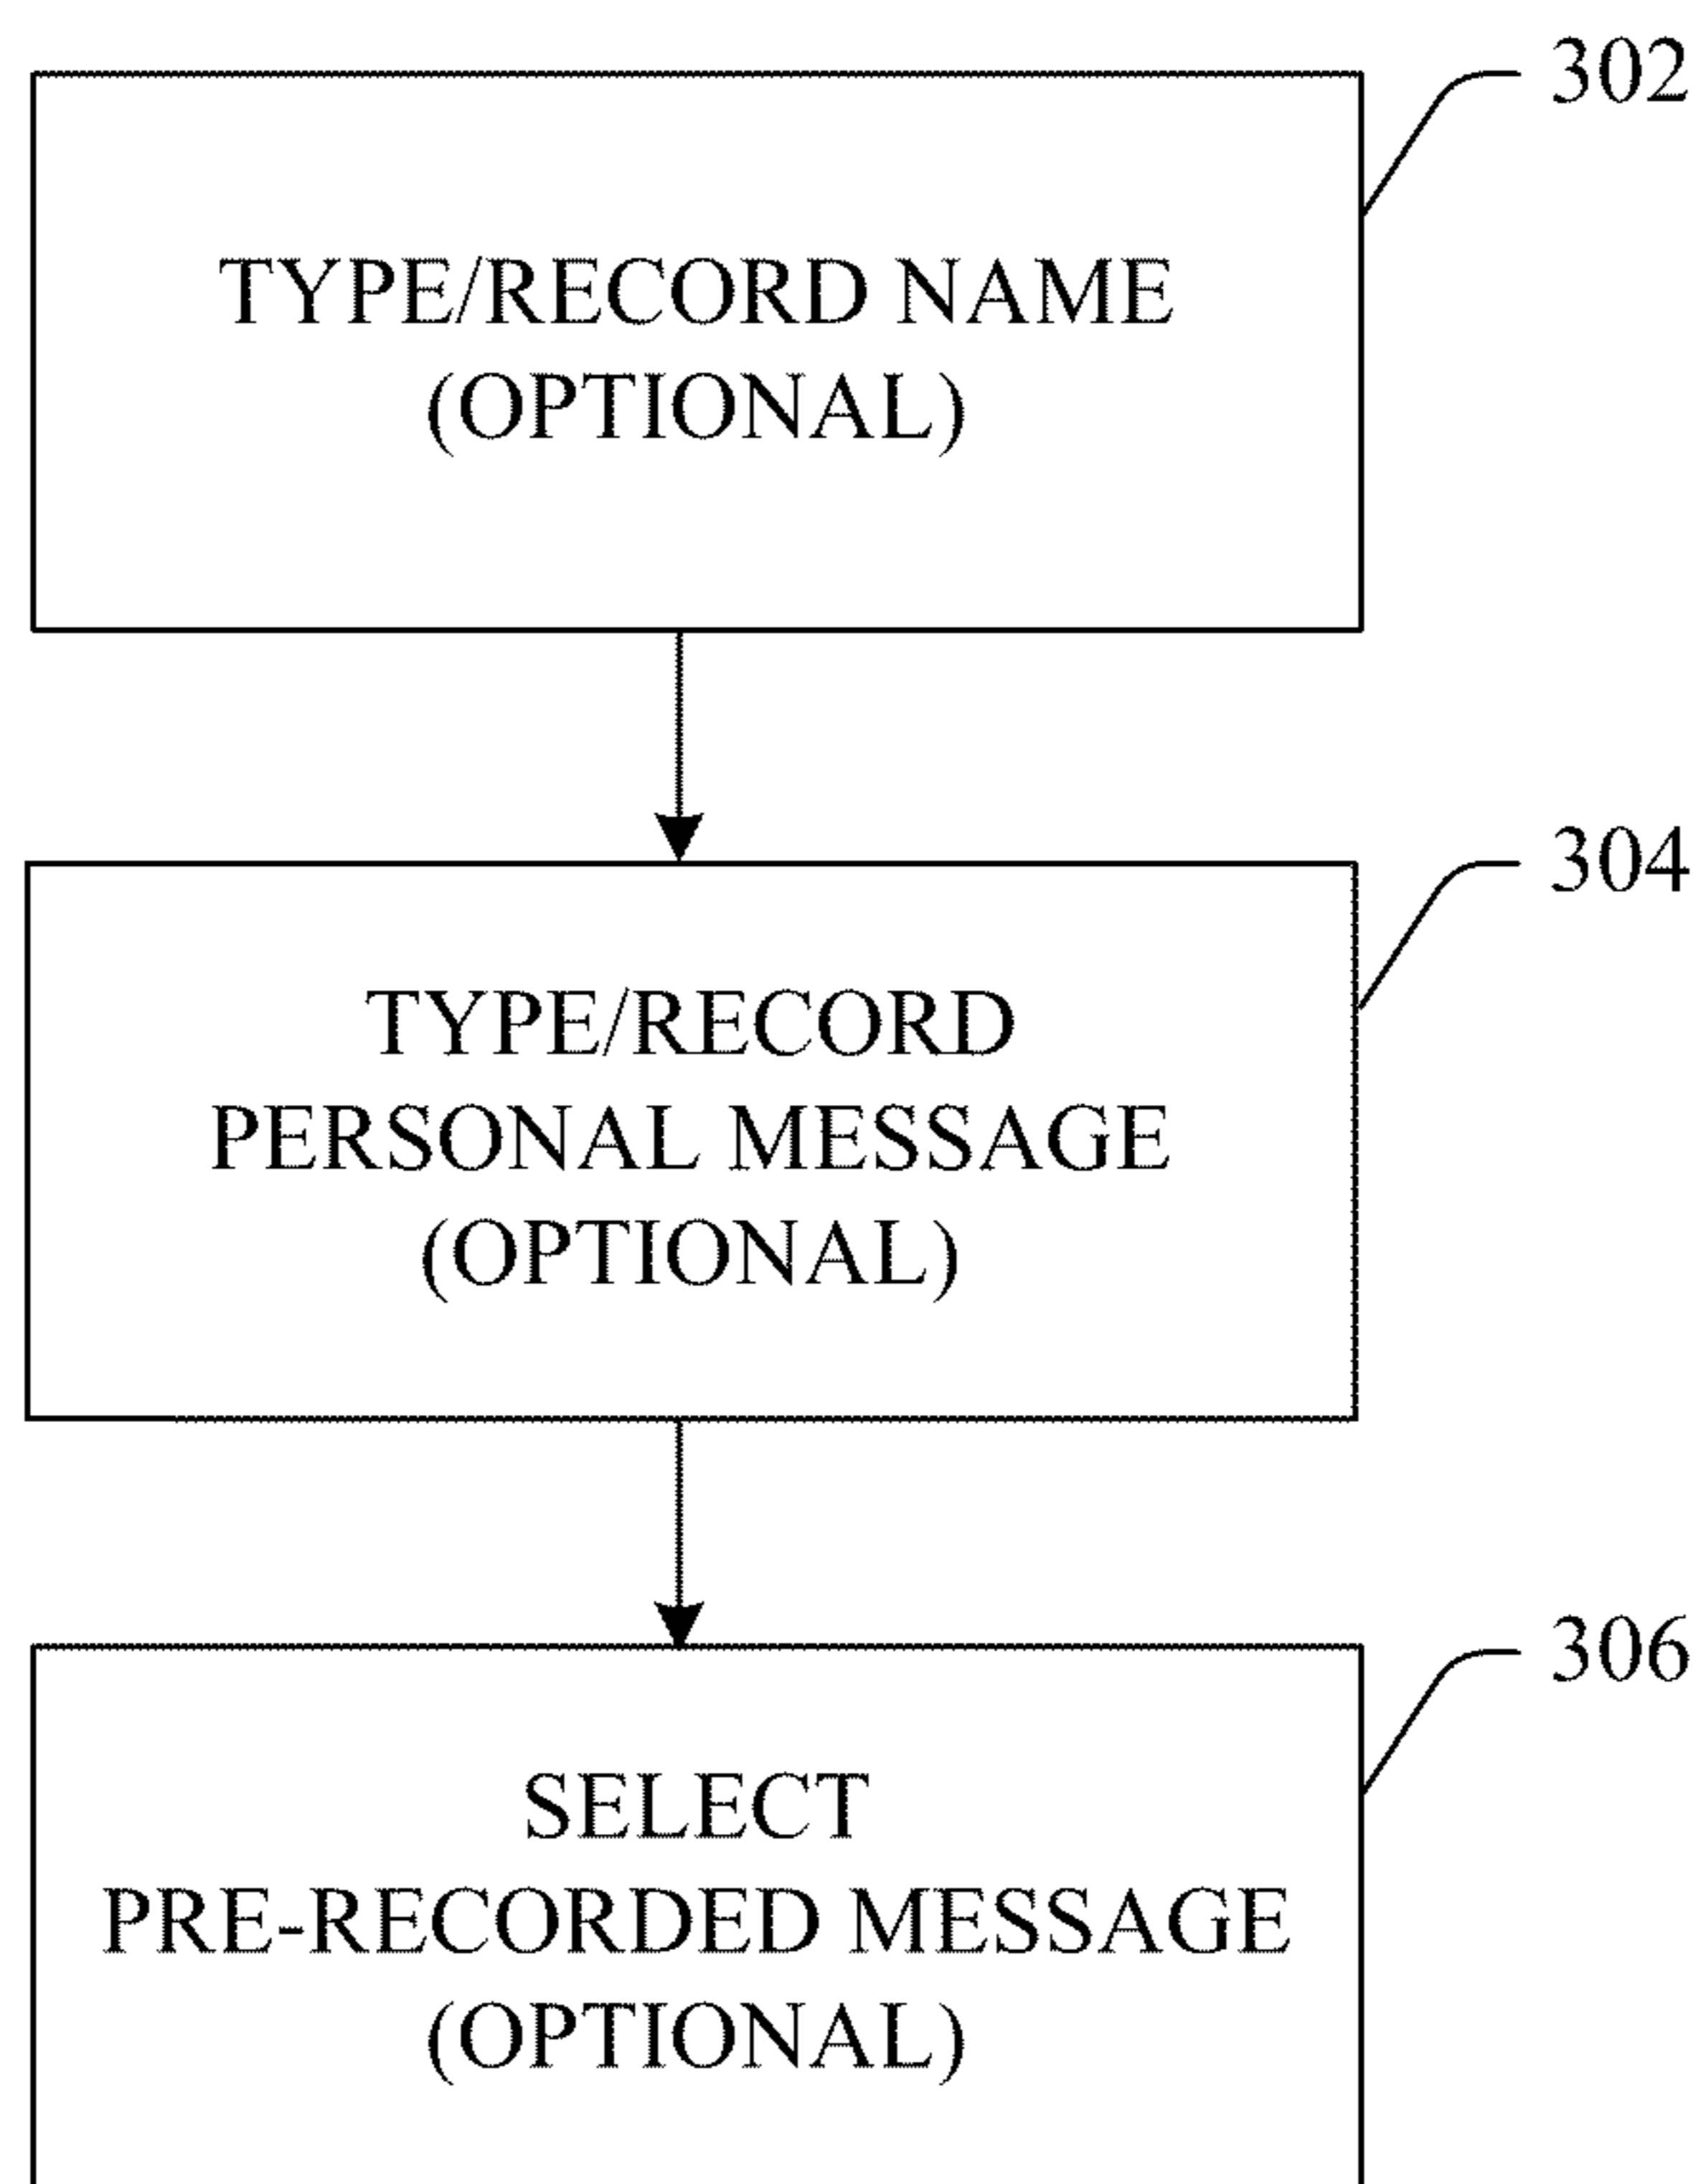 302
TYPE/RECORD NAME
(OPTIONAL)
304
TYPE/RECORD
PERSONAL MESSAGE
(OPTIONAL)
306
SELECT
PRE-RECORDED MESSAGE
(OPTIONAL)